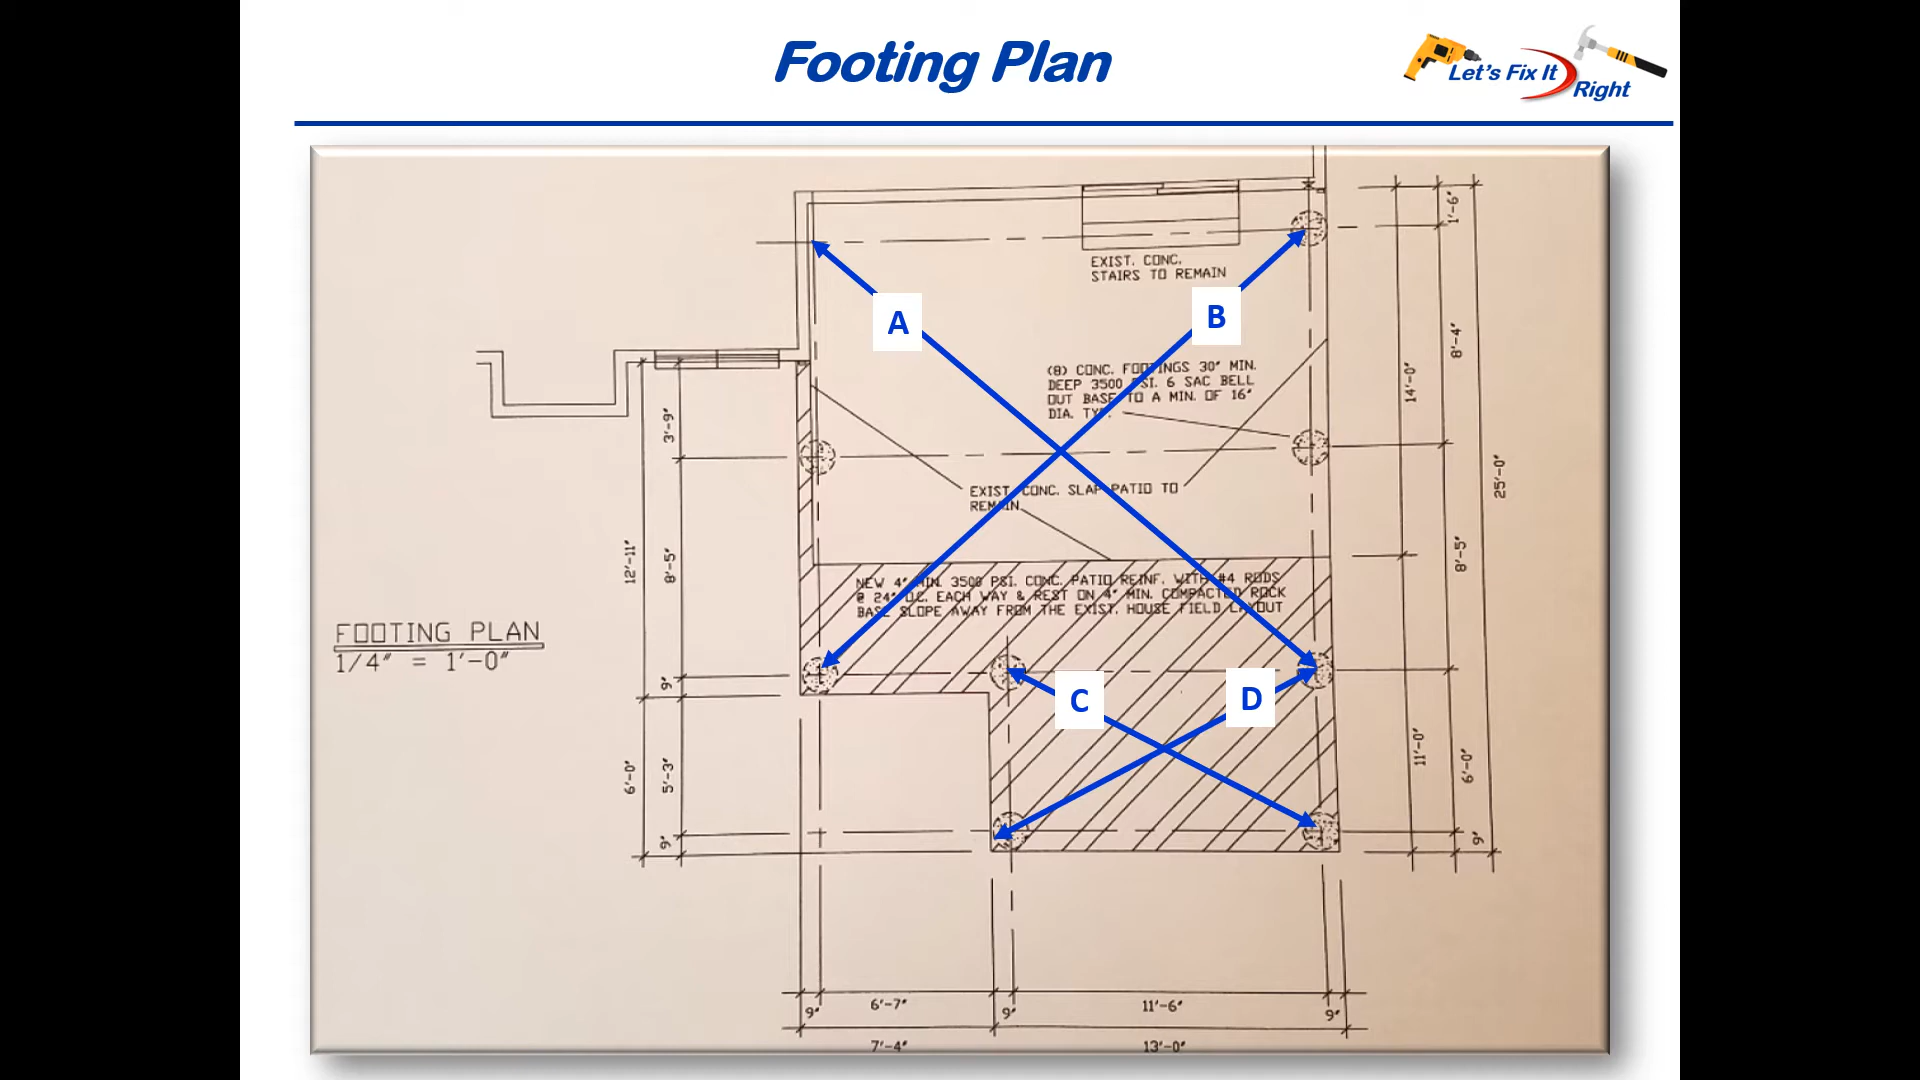 Footing Plan
Let's Fix It
Right
1'-6"
EXIST. CONC.
STAIRS TO REMAIN
A
B
8'-4"
(8) CONC. FOOTINGS 30" MIN.
DEEP 3500 PSI. 6 SAC BELL
OUT BASE TO A MIN. OF 16"
DIA. TYP.
14'-0"
3'-9"
25'-0"
EXIST. CONC. SLAB PATIO TO
REMAIN
12'-11"
8'-5"
8'-5"
NEW 4" MIN. 3500 PSI. CONC. PATIO REINF. WITH #4 RODS
@ 24" O.C. EACH WAY & REST ON 4" MIN. COMPACTED ROCK
BASE SLOPE AWAY FROM THE EXIST. HOUSE FIELD LAYOUT
FOOTING PLAN
1/4" = 1'-0"
9"
C
D
11'-0"
6'-0"
6'-0"
5'-3"
9"
9"
6'-7"
11'-6"
9"
9"
9"
7'-4"
13'-0"